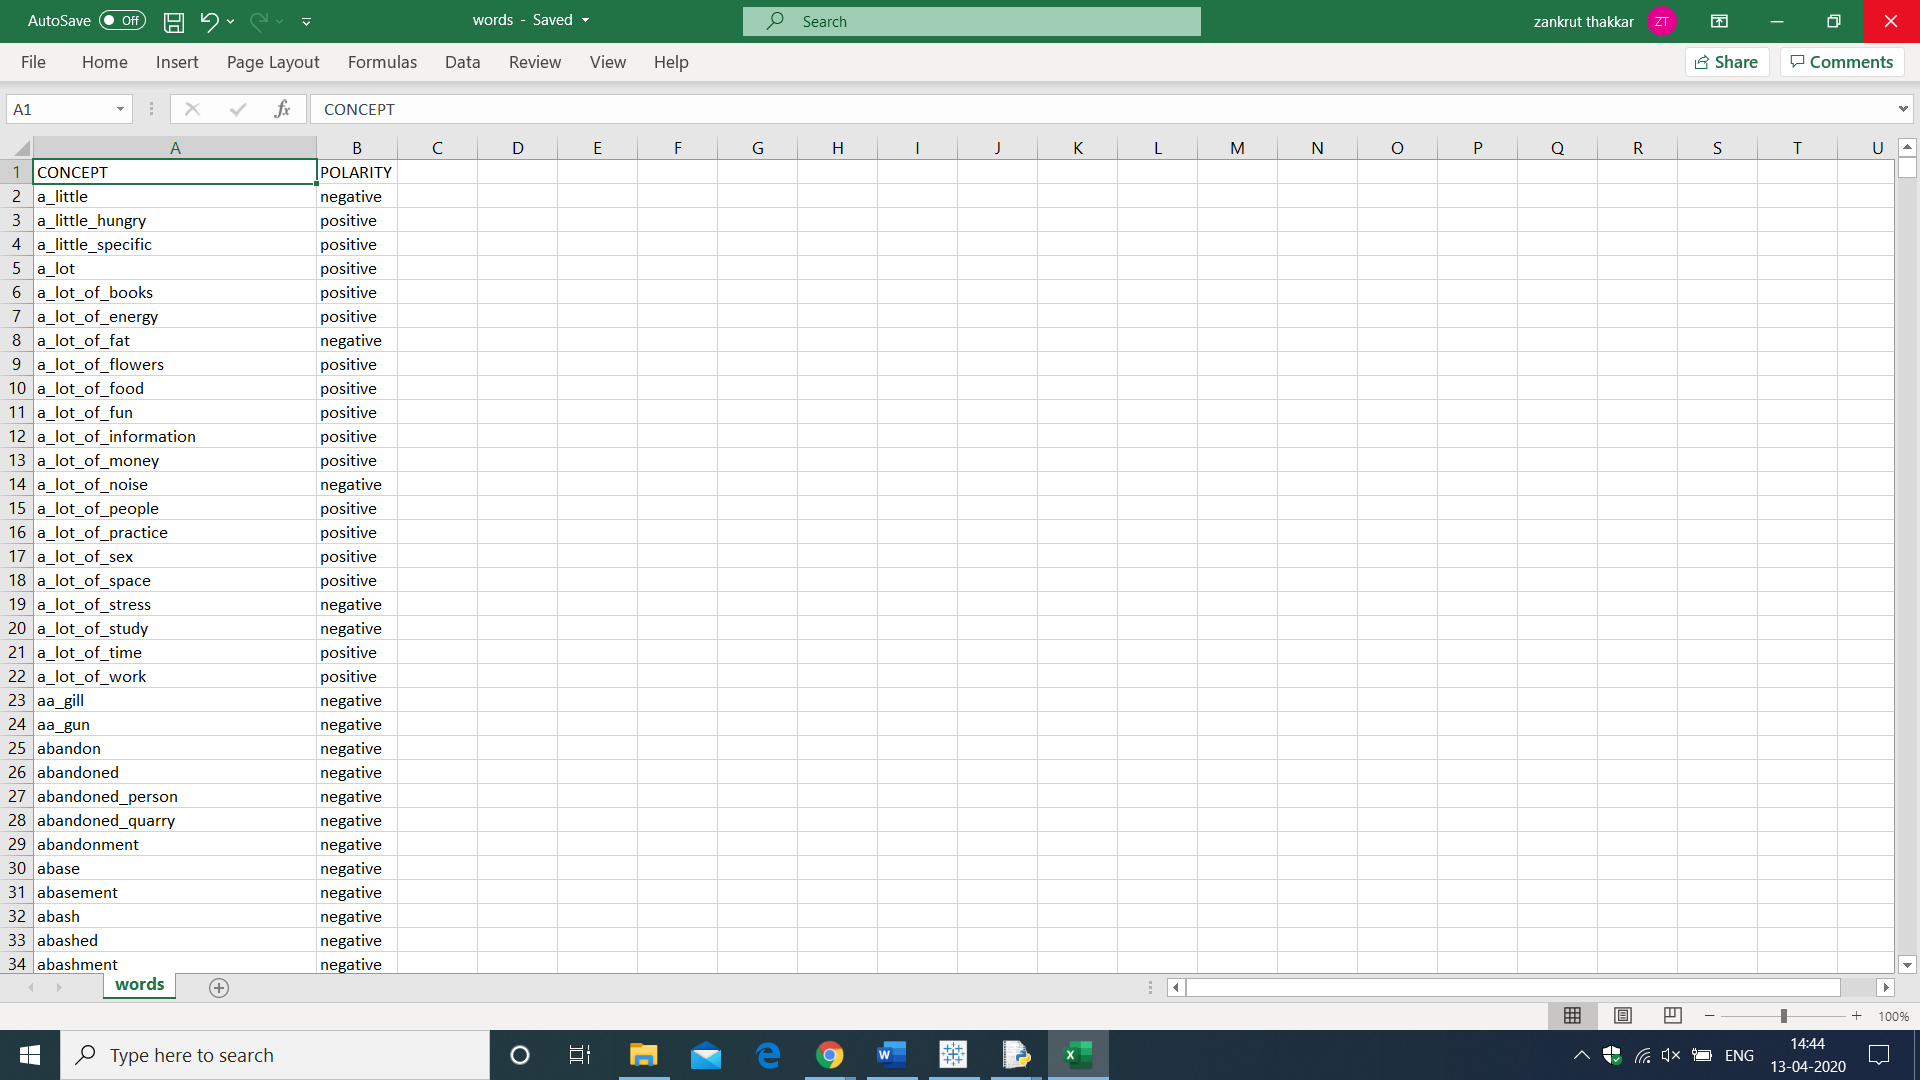 AutoSave Off words - Saved Search zankrut thakkar ZT
File Home Insert Page Layout Formulas Data Review View Help Share Comments
A1 fx CONCEPT
A B C D E F G H I J K L M N O P Q R S T U
1 CONCEPT POLARITY
2 a_little negative
3 a_little_hungry positive
4 a_little_specific positive
5 a_lot positive
6 a_lot_of_books positive
7 a_lot_of_energy positive
8 a_lot_of_fat negative
9 a_lot_of_flowers positive
10 a_lot_of_food positive
11 a_lot_of_fun positive
12 a_lot_of_information positive
13 a_lot_of_money positive
14 a_lot_of_noise negative
15 a_lot_of_people positive
16 a_lot_of_practice positive
17 a_lot_of_sex positive
18 a_lot_of_space positive
19 a_lot_of_stress negative
20 a_lot_of_study negative
21 a_lot_of_time positive
22 a_lot_of_work positive
23 aa_gill negative
24 aa_gun negative
25 abandon negative
26 abandoned negative
27 abandoned_person negative
28 abandoned_quarry negative
29 abandonment negative
30 abase negative
31 abasement negative
32 abash negative
33 abashed negative
34 abashment negative
words
100%
Type here to search ENG 14:44
13-04-2020